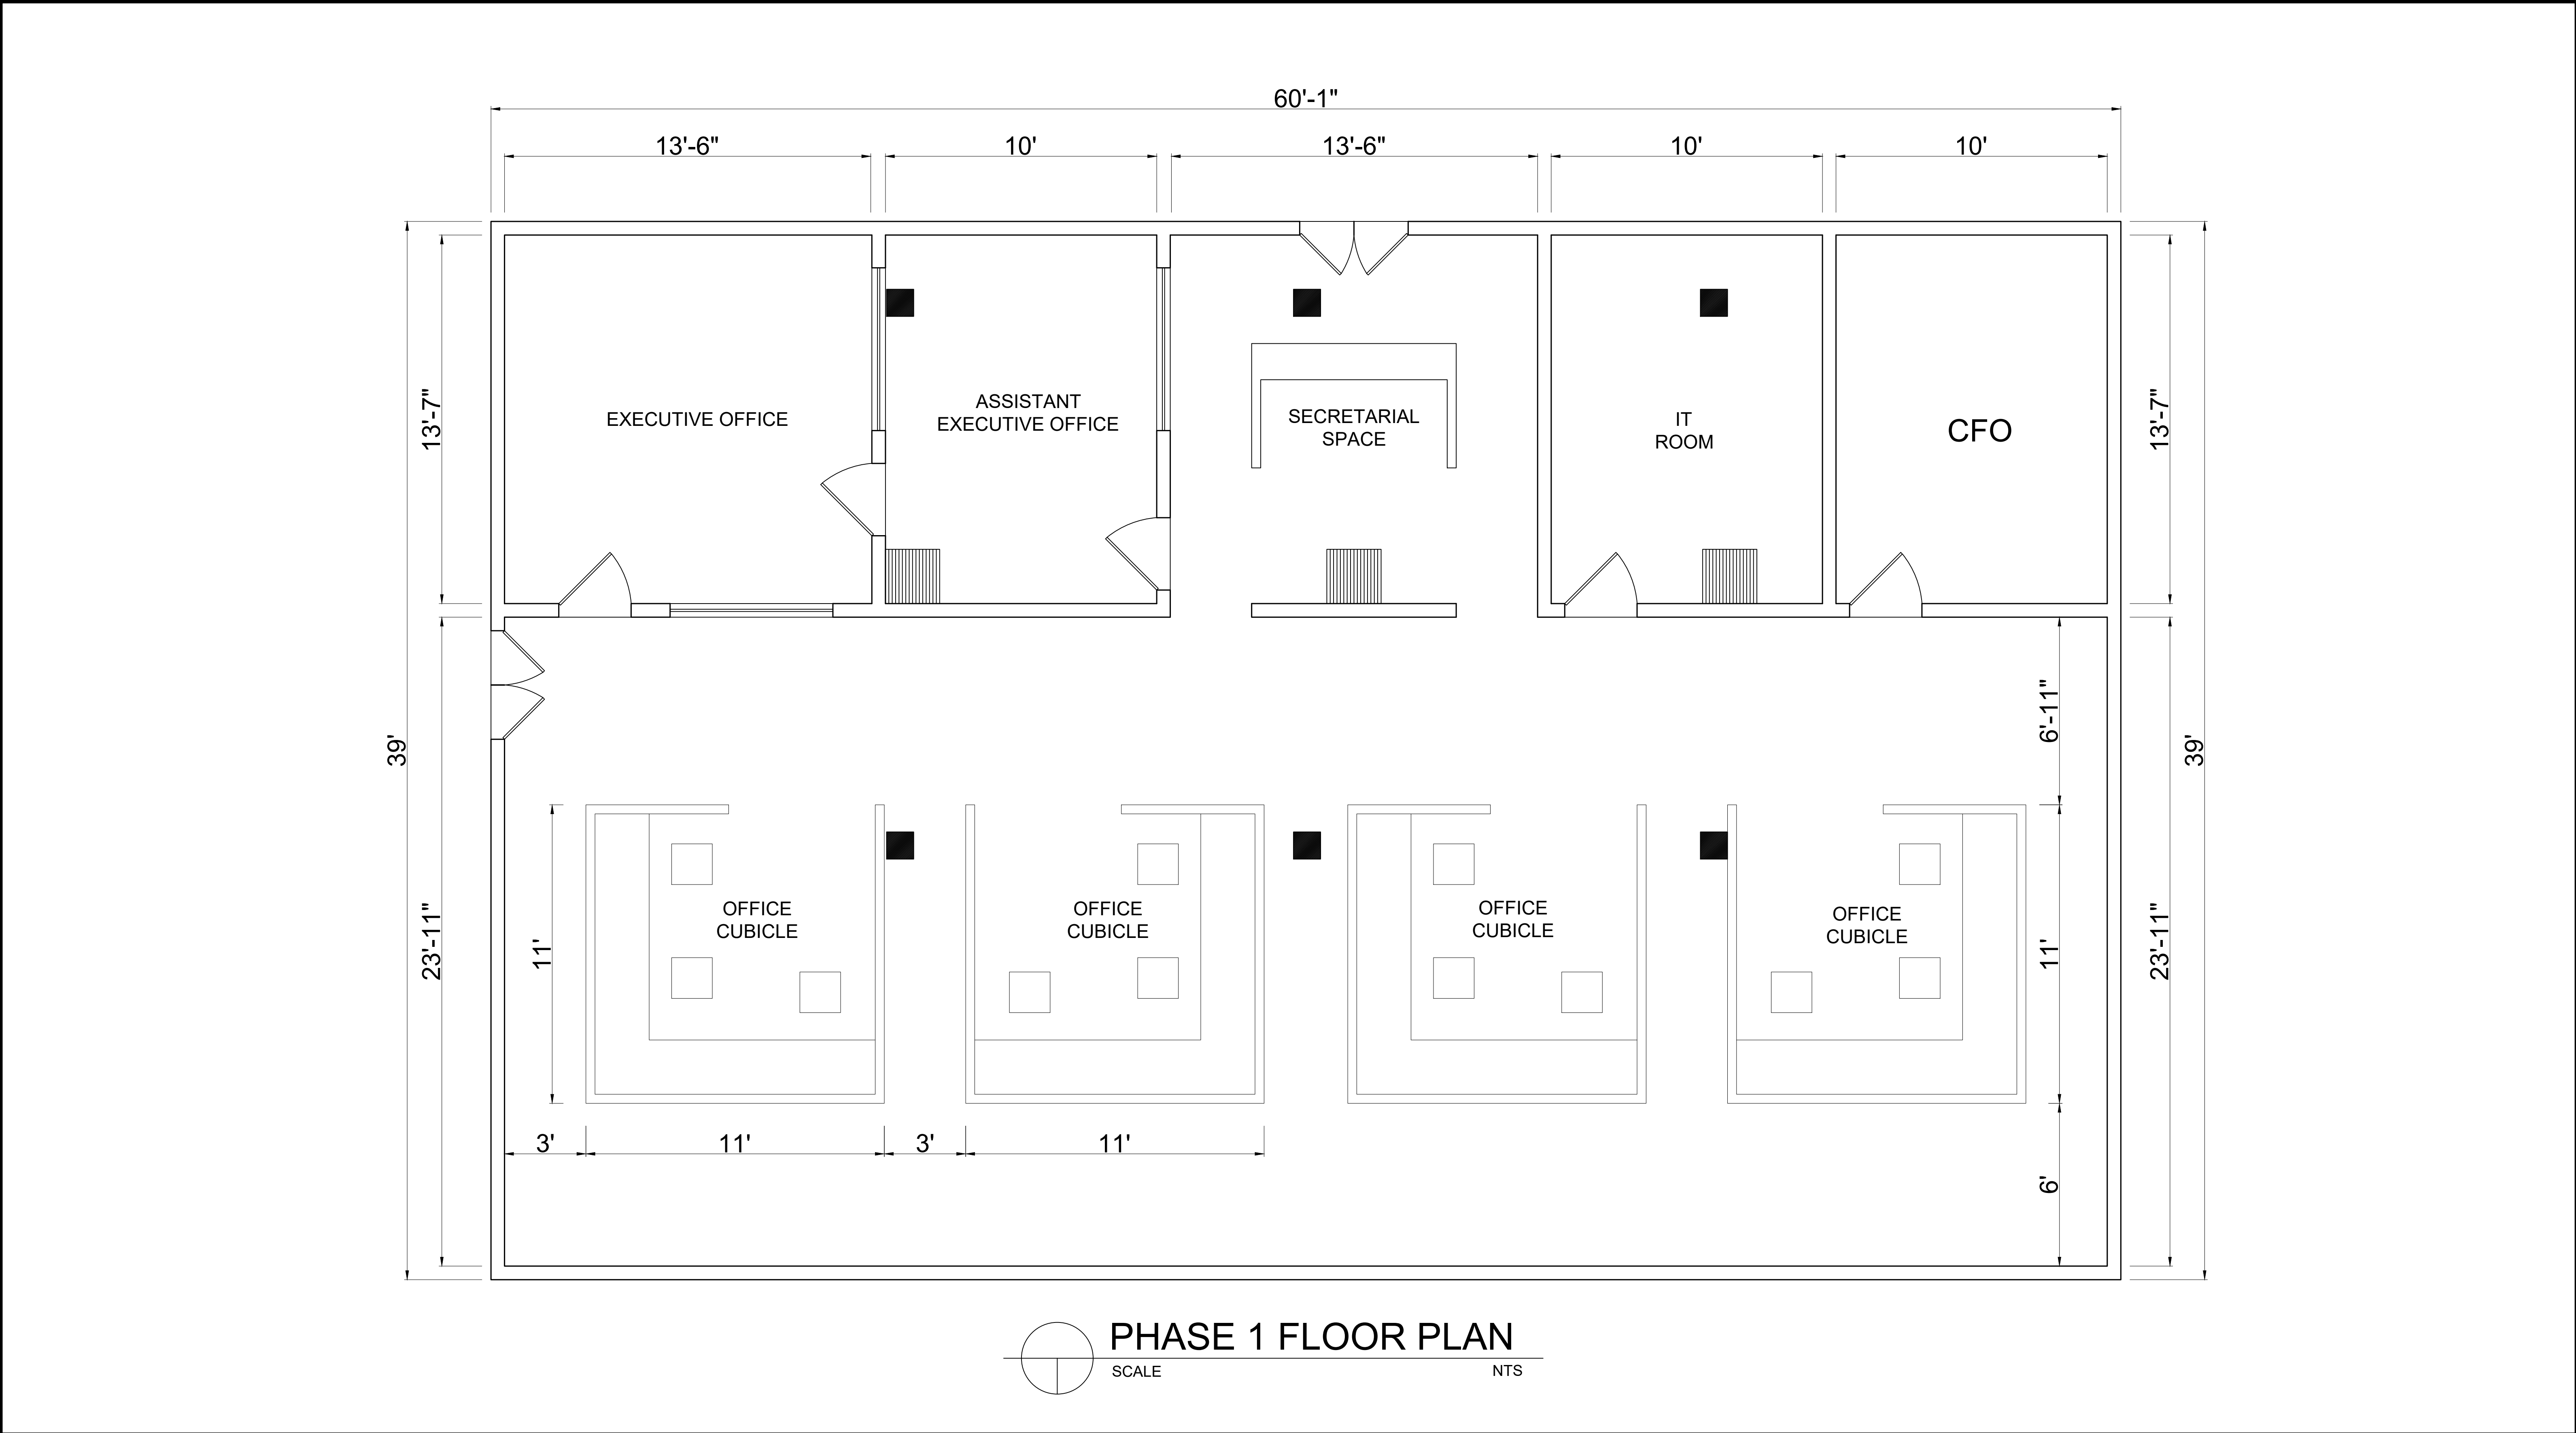 60'-1"
13'-6"
10'
13'-6"
10'
10'
13'-7"
13'-7"
EXECUTIVE OFFICE
ASSISTANT
EXECUTIVE OFFICE
SECRETARIAL
SPACE
IT
ROOM
CFO
39'
6'-11"
39'
23'-11"
11'
OFFICE
CUBICLE
OFFICE
CUBICLE
OFFICE
CUBICLE
OFFICE
CUBICLE
11'
23'-11"
3'
11'
3'
11'
6'
PHASE 1 FLOOR PLAN
SCALE
NTS